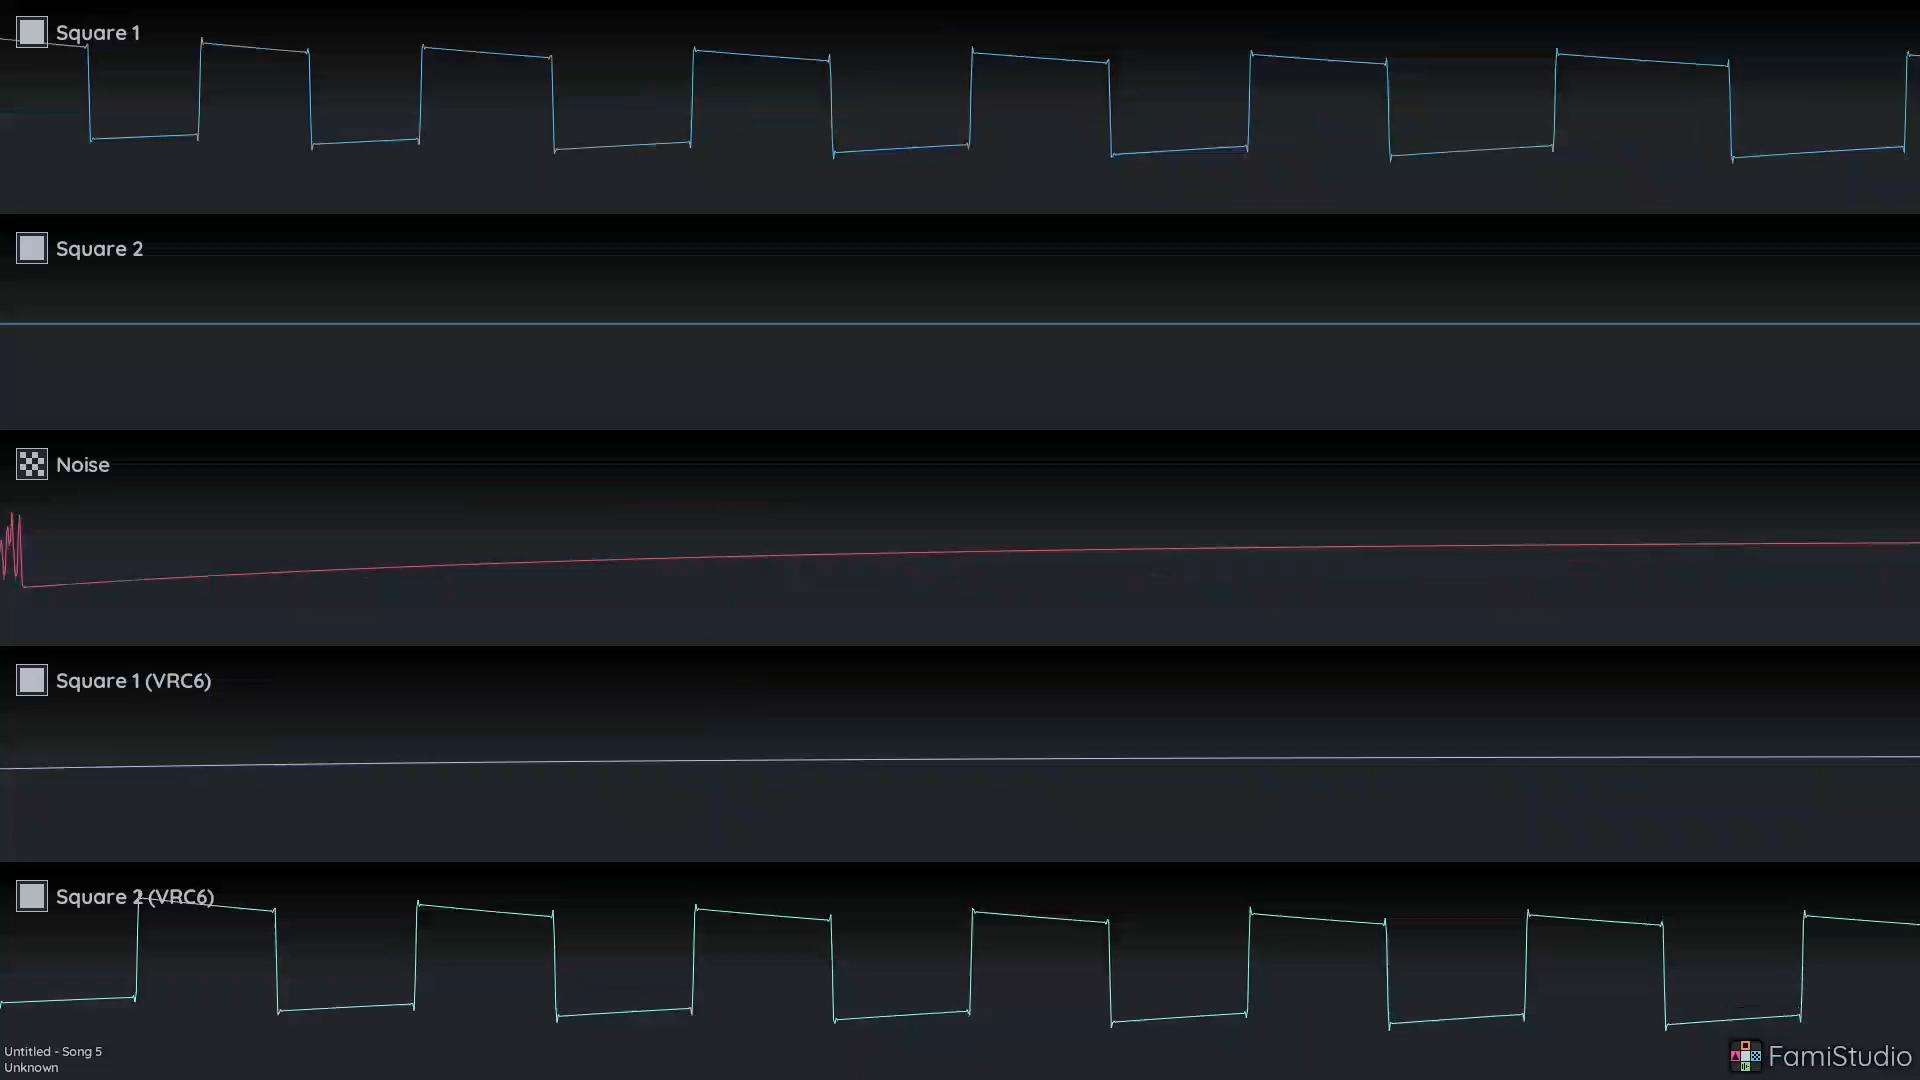 Square 1
Square 2
Noise
Square 1 (VRC6)
Square 2 (VRC6)
Untitled - Song 5
Unknown
FamiStudio